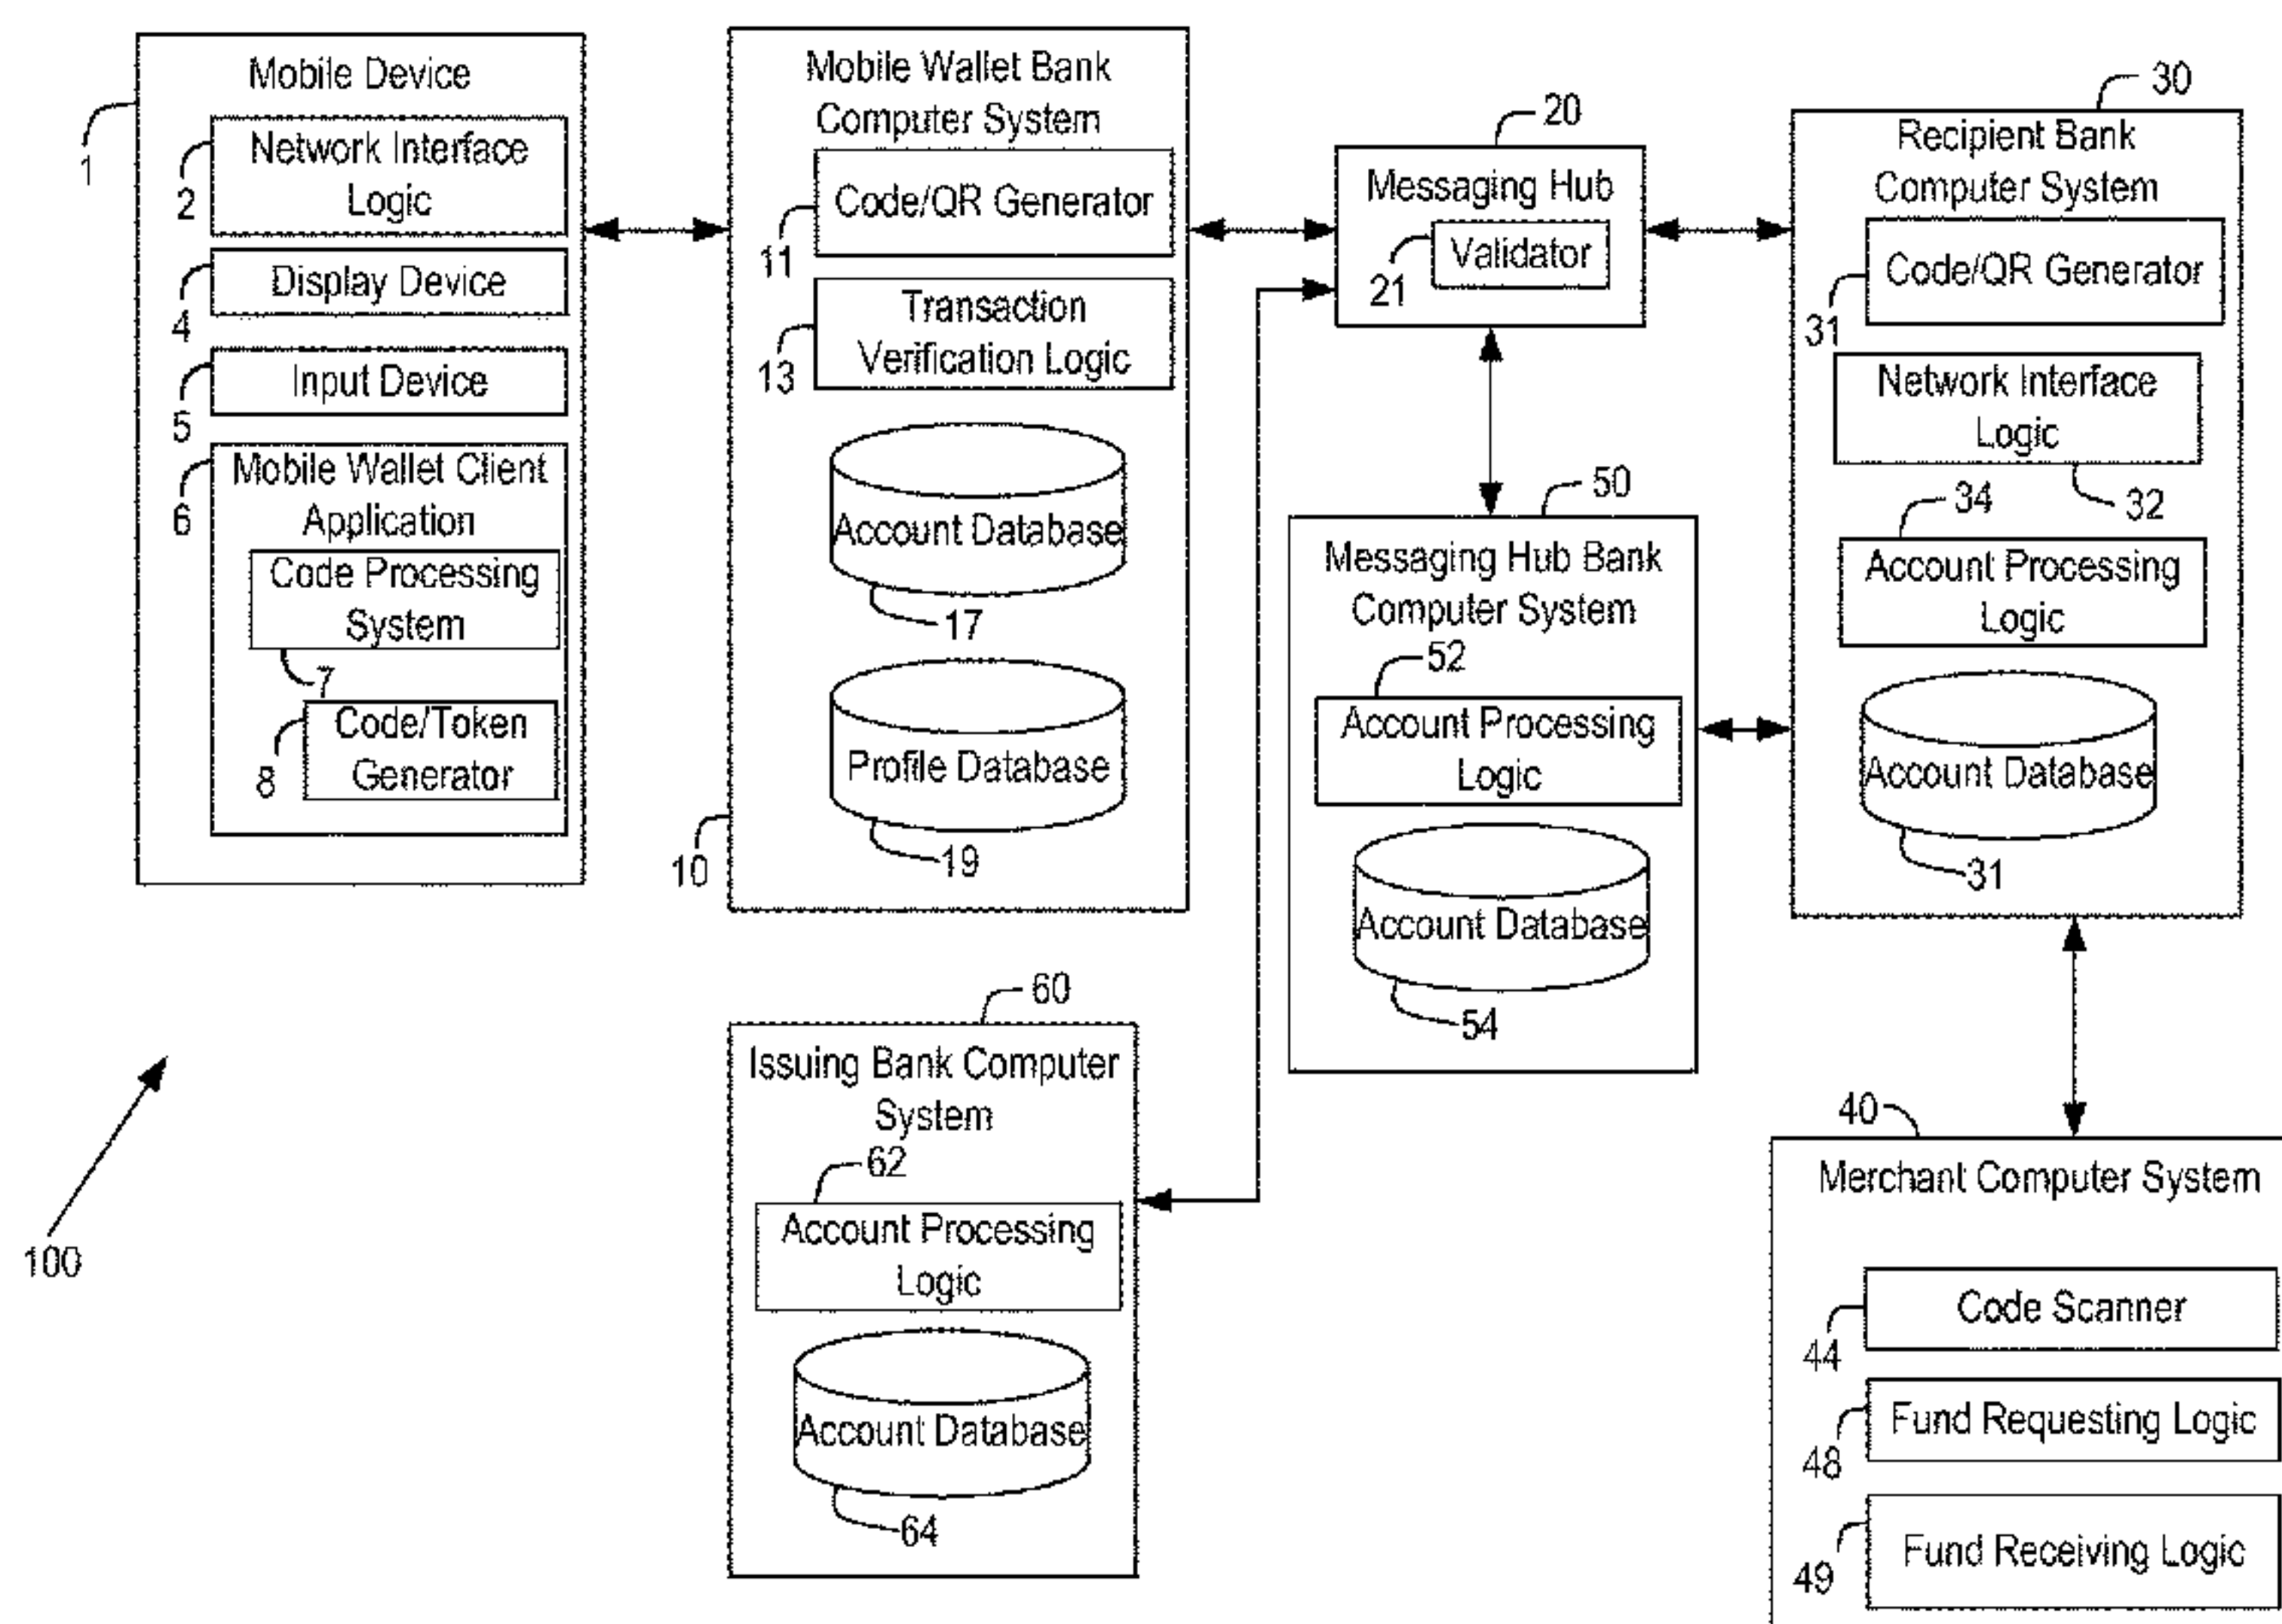 Mobile Device
1
Network Interface
Logic
2
Display Device
4
Input Device
5
Mobile Wallet Client
Application
6
Code Processing
System
7
Code/Token
Generator
8
Mobile Wallet Bank
Computer System
Code/QR Generator
11
Transaction
Verification Logic
13
Account Database
17
Profile Database
19
10
20
Messaging Hub
Validator
21
30
Recipient Bank
Computer System
Code/QR Generator
31
Network Interface
Logic
32
34
Account Processing
Logic
Account Database
31
50
Messaging Hub Bank
Computer System
52
Account Processing
Logic
Account Database
54
60
Issuing Bank Computer
System
62
Account Processing
Logic
Account Database
64
100
40
Merchant Computer System
Code Scanner
44
Fund Requesting Logic
48
Fund Receiving Logic
49